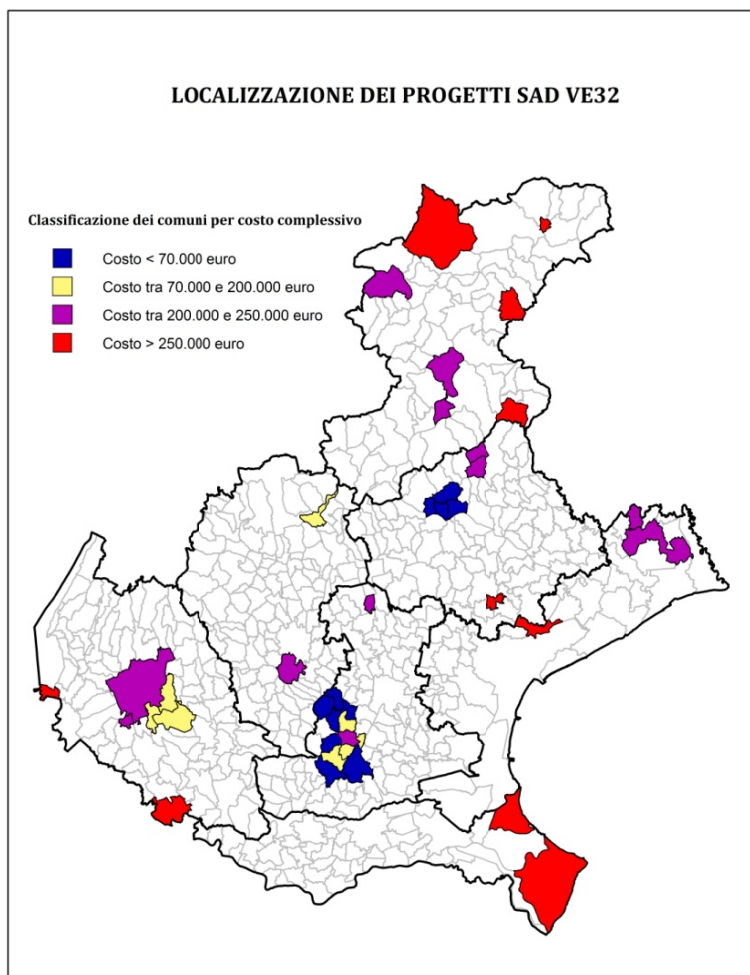 LOCALIZZAZIONE DEI PROGETTI SAD VE32
Classificazione dei comuni per costo complessivo
Costo < 70.000 euro
Costo tra 70.000 e 200.000 euro
Costo tra 200.000 e 250.000 euro
Costo > 250.000 euro